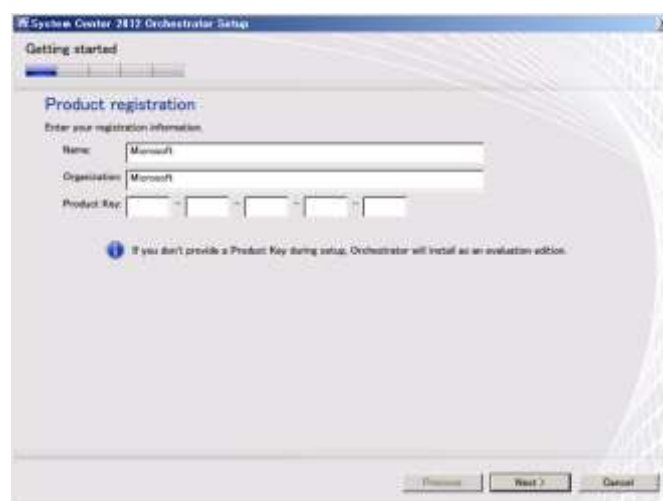 System Center 2012 Orchestrator Setup
Getting started
Product registration
Enter your registration information.
Name: Microsoft
Organization: Microsoft
Product Key: - - - -
If you don't provide a Product Key during setup, Orchestrator will install as an evaluation edition.
Previous Next > Cancel